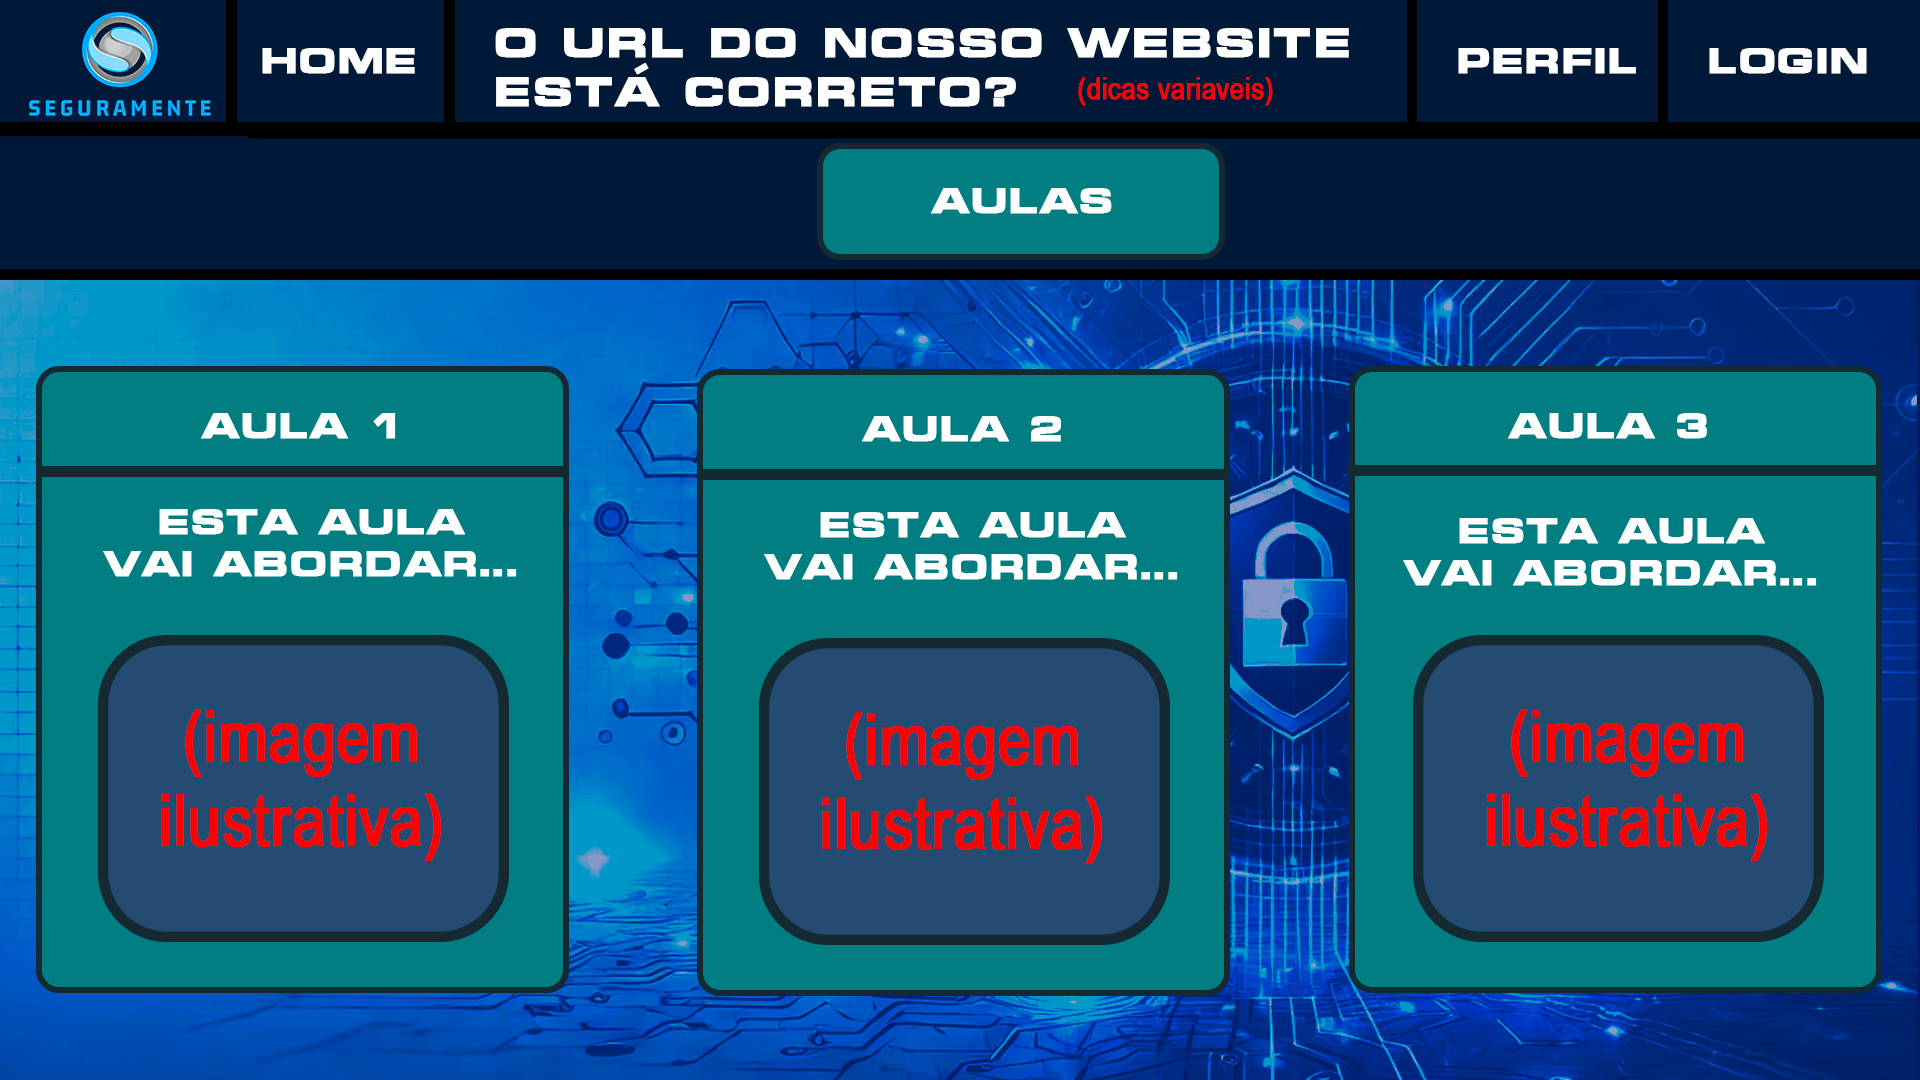 SEGURAMENTE
HOME
O URL DO NOSSO WEBSITE
ESTÁ CORRETO?
(dicas variaveis)
PERFIL
LOGIN
AULAS
AULA 1
ESTA AULA
VAI ABORDAR...
(imagem
ilustrativa)
AULA 2
ESTA AULA
VAI ABORDAR...
(imagem
ilustrativa)
AULA 3
ESTA AULA
VAI ABORDAR...
(imagem
ilustrativa)